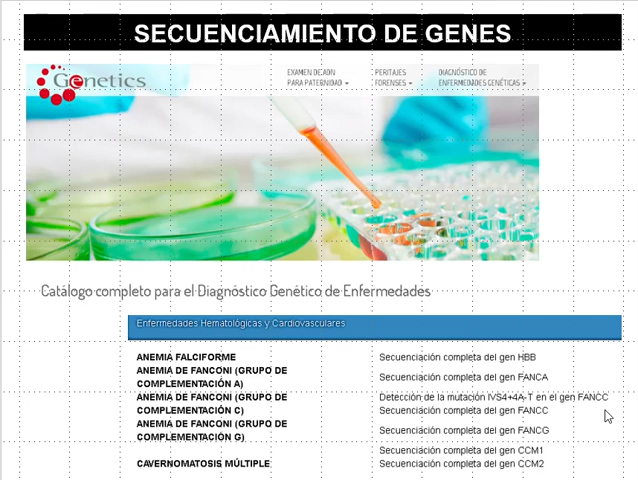 SECUENCIAMIENTO DE GENES
Genetics
EXAMEN DE ADN
PARA PATERNIDAD
PERITAJES
FORENSES
DIAGNÓSTICO DE
ENFERMEDADES GENÉTICAS
Catálogo completo para el Diagnóstico Genético de Enfermedades
Enfermedades Hematológicas y Cardiovasculares
ANEMIA FALCIFORME
Secuenciación completa del gen HBB
ANEMIA DE FANCONI (GRUPO DE
COMPLEMENTACIÓN A)
Secuenciación completa del gen FANCA
ANEMIA DE FANCONI (GRUPO DE
COMPLEMENTACIÓN C)
Detección de la mutación IVS4+4A-T en el gen FANCC
Secuenciación completa del gen FANCC
ANEMIA DE FANCONI (GRUPO DE
COMPLEMENTACIÓN G)
Secuenciación completa del gen FANCG
CAVERNOMATOSIS MÚLTIPLE
Secuenciación completa del gen CCM1
Secuenciación completa del gen CCM2